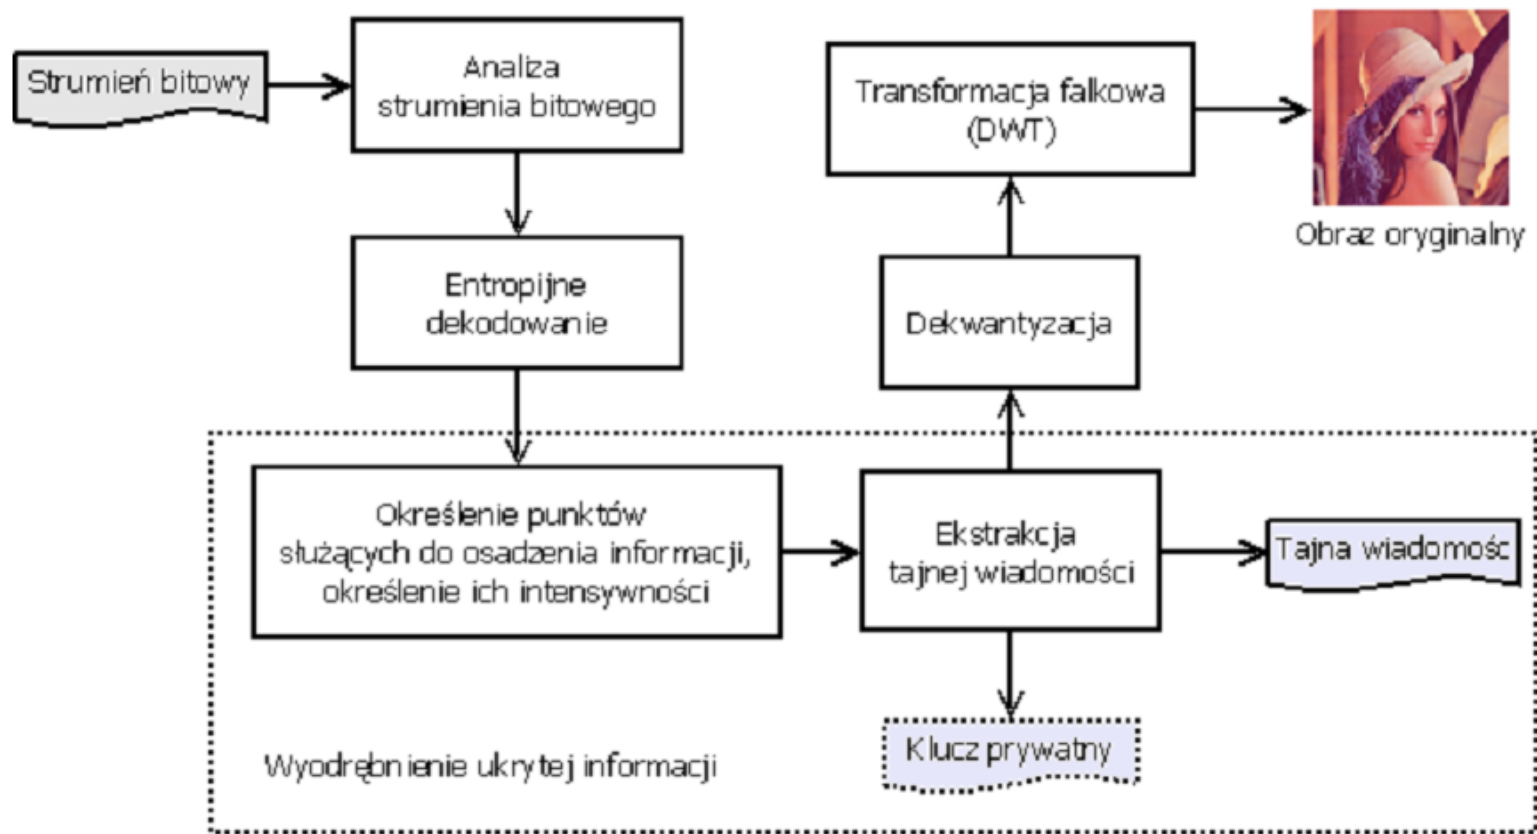 Strumień bitowy
Analiza
strumienia bitowego
Entropijne
dekodowanie
Określenie punktów
służących do osadzenia informacji,
określenie ich intensywności
Ekstrakcja
tajnej wiadomości
Tajna wiadomośc
Klucz prywatny
Wyodrębnienie ukrytej informacji
Dekwantyzacja
Transformacja falkowa
(DWT)
Obraz oryginalny